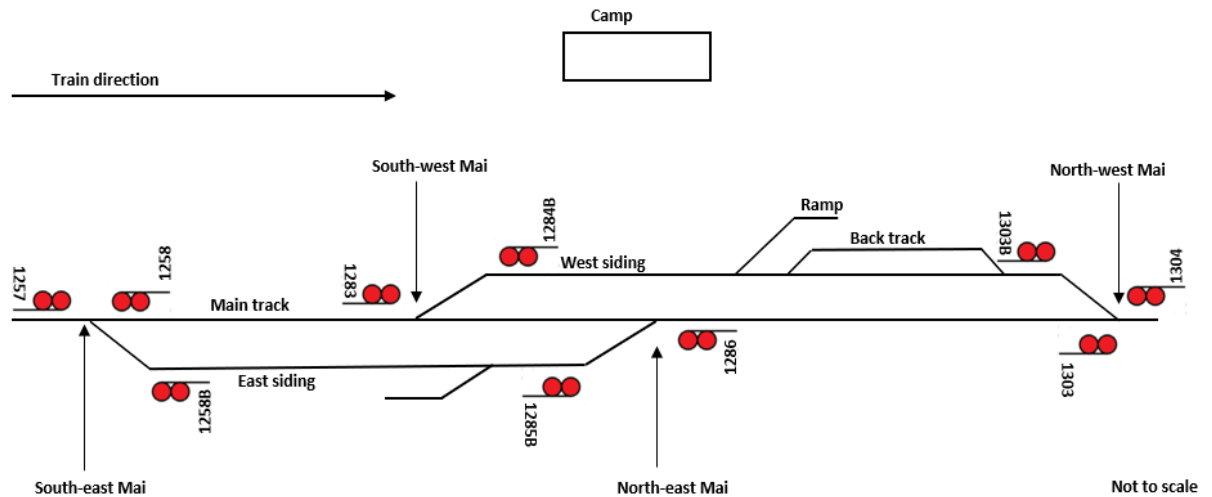 Camp
Train direction
South-west Mai
North-west Mai
Ramp
1284B
1303B
Back track
1258
West siding
1304
1257
1283
Main track
1286
1303
East siding
1258B
1285B
South-east Mai
North-east Mai
Not to scale